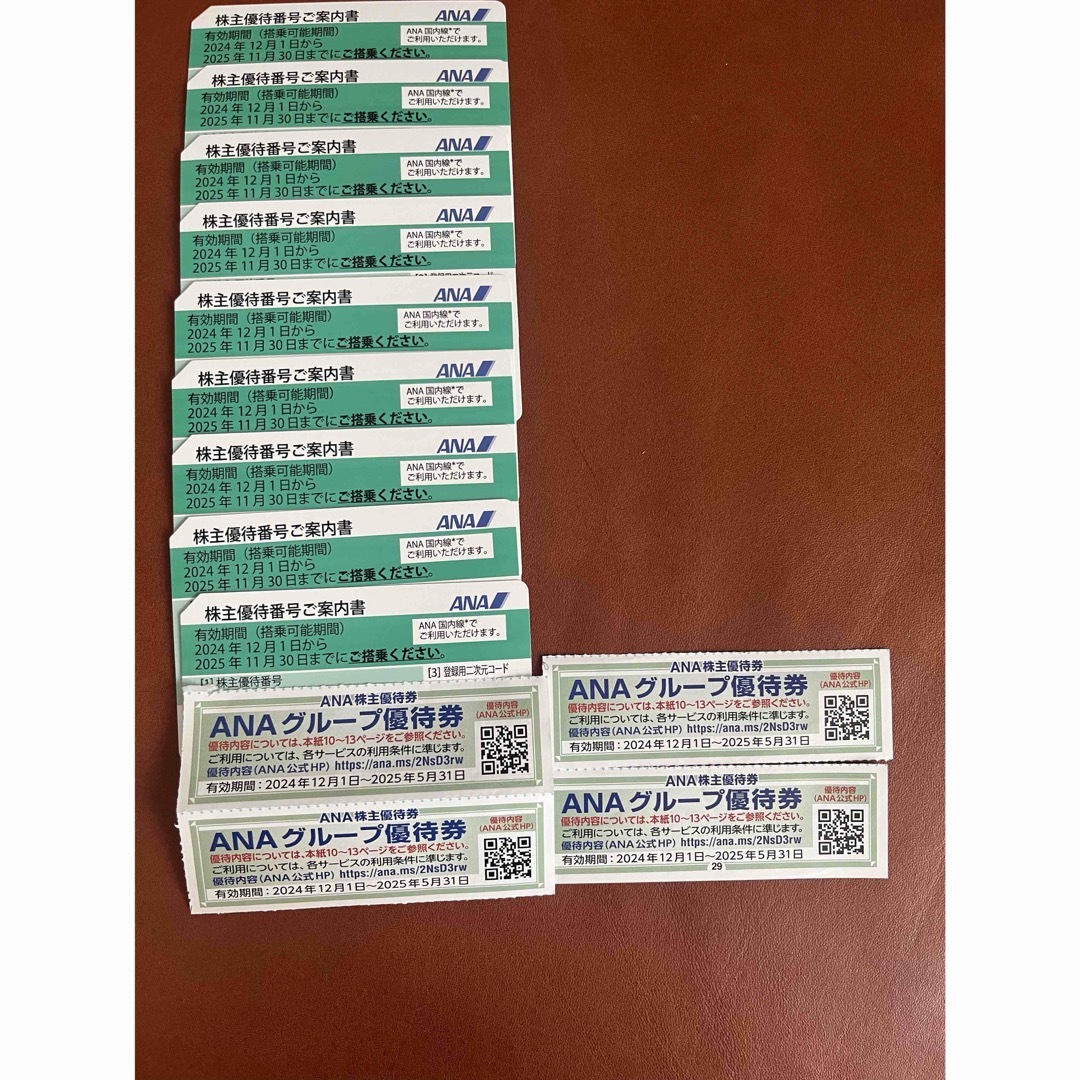 株主優待番号ご案内書
ANA
有効期間（搭乗可能期間）
2024年12月1日から
2025年11月30日までにご搭乗ください。
ANA国内線*で
ご利用いただけます。
株主優待番号ご案内書
ANA
有効期間（搭乗可能期間）
2024年12月1日から
2025年11月30日までにご搭乗ください。
ANA国内線*で
ご利用いただけます。
株主優待番号ご案内書
ANA
有効期間（搭乗可能期間）
2024年12月1日から
2025年11月30日までにご搭乗ください。
ANA国内線*で
ご利用いただけます。
株主優待番号ご案内書
ANA
有効期間（搭乗可能期間）
2024年12月1日から
2025年11月30日までにご搭乗ください。
ANA国内線*で
ご利用いただけます。
株主優待番号ご案内書
ANA
有効期間（搭乗可能期間）
2024年12月1日から
2025年11月30日までにご搭乗ください。
ANA国内線*で
ご利用いただけます。
株主優待番号ご案内書
ANA
有効期間（搭乗可能期間）
2024年12月1日から
2025年11月30日までにご搭乗ください。
ANA国内線*で
ご利用いただけます。
株主優待番号ご案内書
ANA
有効期間（搭乗可能期間）
2024年12月1日から
2025年11月30日までにご搭乗ください。
ANA国内線*で
ご利用いただけます。
株主優待番号ご案内書
ANA
有効期間（搭乗可能期間）
2024年12月1日から
2025年11月30日までにご搭乗ください。
ANA国内線*で
ご利用いただけます。
株主優待番号ご案内書
ANA
有効期間（搭乗可能期間）
2024年12月1日から
2025年11月30日までにご搭乗ください。
ANA国内線*で
ご利用いただけます。
[1] 株主優待番号
[3] 登録用二次元コード
ANA株主優待券
ANAグループ優待券
優待内容
(ANA公式HP)
優待内容については、本紙10～13ページをご参照ください。
ご利用については、各サービスの利用条件に準じます。
優待内容(ANA公式HP) https://ana.ms/2NsD3rw
有効期間：2024年12月1日～2025年5月31日
ANA株主優待券
ANAグループ優待券
優待内容
(ANA公式HP)
優待内容については、本紙10～13ページをご参照ください。
ご利用については、各サービスの利用条件に準じます。
優待内容(ANA公式HP) https://ana.ms/2NsD3rw
有効期間：2024年12月1日～2025年5月31日
ANA株主優待券
ANAグループ優待券
優待内容
(ANA公式HP)
優待内容については、本紙10～13ページをご参照ください。
ご利用については、各サービスの利用条件に準じます。
優待内容(ANA公式HP) https://ana.ms/2NsD3rw
有効期間：2024年12月1日～2025年5月31日
ANA株主優待券
ANAグループ優待券
優待内容
(ANA公式HP)
優待内容については、本紙10～13ページをご参照ください。
ご利用については、各サービスの利用条件に準じます。
優待内容(ANA公式HP) https://ana.ms/2NsD3rw
有効期間：2024年12月1日～2025年5月31日
29